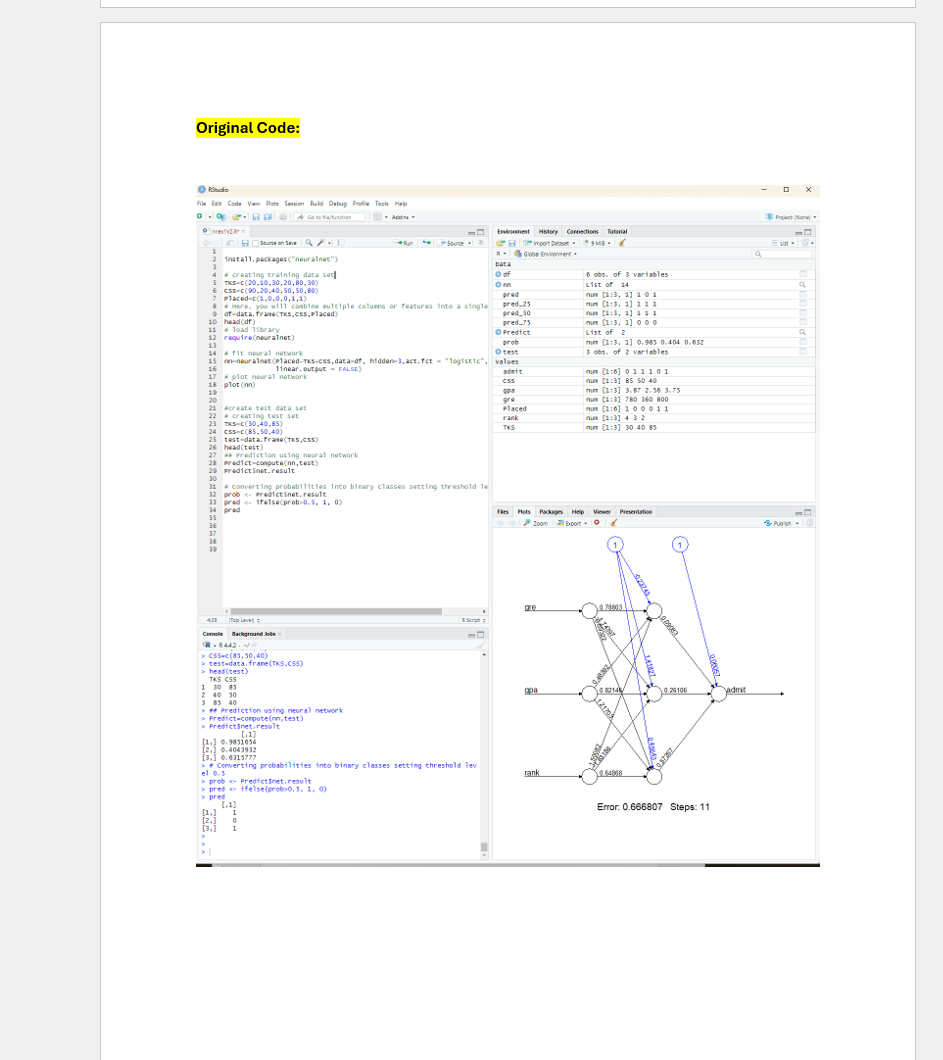 Original Code:
RStudio
File Edit Code View Plots Session Build Debug Profile Tools Help
Go to file/function Addins
Project: (None)
nnexYV2.R*
Source on Save Run Source
1
2 install.packages("neuralnet")
3
4 # creating training data set
5 TKS=c(20,10,30,20,80,30)
6 CSS=c(90,20,40,50,50,80)
7 Placed=c(1,0,0,0,1,1)
8 # Here, you will combine multiple columns or features into a single
9 df=data.frame(TKS,CSS,Placed)
10 head(df)
11 # load library
12 require(neuralnet)
13
14 # fit neural network
15 nn=neuralnet(Placed~TKS+CSS,data=df, hidden=3,act.fct = "logistic",
16 linear.output = FALSE)
17 # plot neural network
18 plot(nn)
19
20
21 #create test data set
22 # creating test set
23 TKS=c(30,40,85)
24 CSS=c(85,50,40)
25 test=data.frame(TKS,CSS)
26 head(test)
27 ## Prediction using neural network
28 Predict=compute(nn,test)
29 Predict$net.result
30
31 # Converting probabilities into binary classes setting threshold le
32 prob <- Predict$net.result
33 pred <- ifelse(prob>0.5, 1, 0)
34 pred
35
36
37
38
39
4:29 (Top Level) R Script
Console Background Jobs
R 4.4.2 · ~/
> CSS=c(85,50,40)
> test=data.frame(TKS,CSS)
> head(test)
TKS CSS
1 30 85
2 40 50
3 85 40
> ## Prediction using neural network
> Predict=compute(nn,test)
> Predict$net.result
[,1]
[1,] 0.9851654
[2,] 0.4043932
[3,] 0.6315777
> # Converting probabilities into binary classes setting threshold lev
el 0.5
> prob <- Predict$net.result
> pred <- ifelse(prob>0.5, 1, 0)
> pred
[,1]
[1,] 1
[2,] 0
[3,] 1
>
>
>
Environment History Connections Tutorial
Import Dataset 9 MiB List
R Global Environment
Data
df 6 obs. of 3 variables
nn List of 14
pred num [1:3, 1] 1 0 1
pred_25 num [1:3, 1] 1 1 1
pred_50 num [1:3, 1] 1 1 1
pred_75 num [1:3, 1] 0 0 0
Predict List of 2
prob num [1:3, 1] 0.985 0.404 0.632
test 3 obs. of 2 variables
Values
admit num [1:6] 0 1 1 1 0 1
CSS num [1:3] 85 50 40
gpa num [1:3] 3.87 2.56 3.75
gre num [1:3] 780 360 800
Placed num [1:6] 1 0 0 0 1 1
rank num [1:3] 4 3 2
TKS num [1:3] 30 40 85
Files Plots Packages Help Viewer Presentation
Zoom Export Publish
1 1
gre 0.78803
gpa 0.82146 0.26106 admit
rank 0.64868
Error: 0.666807 Steps: 11